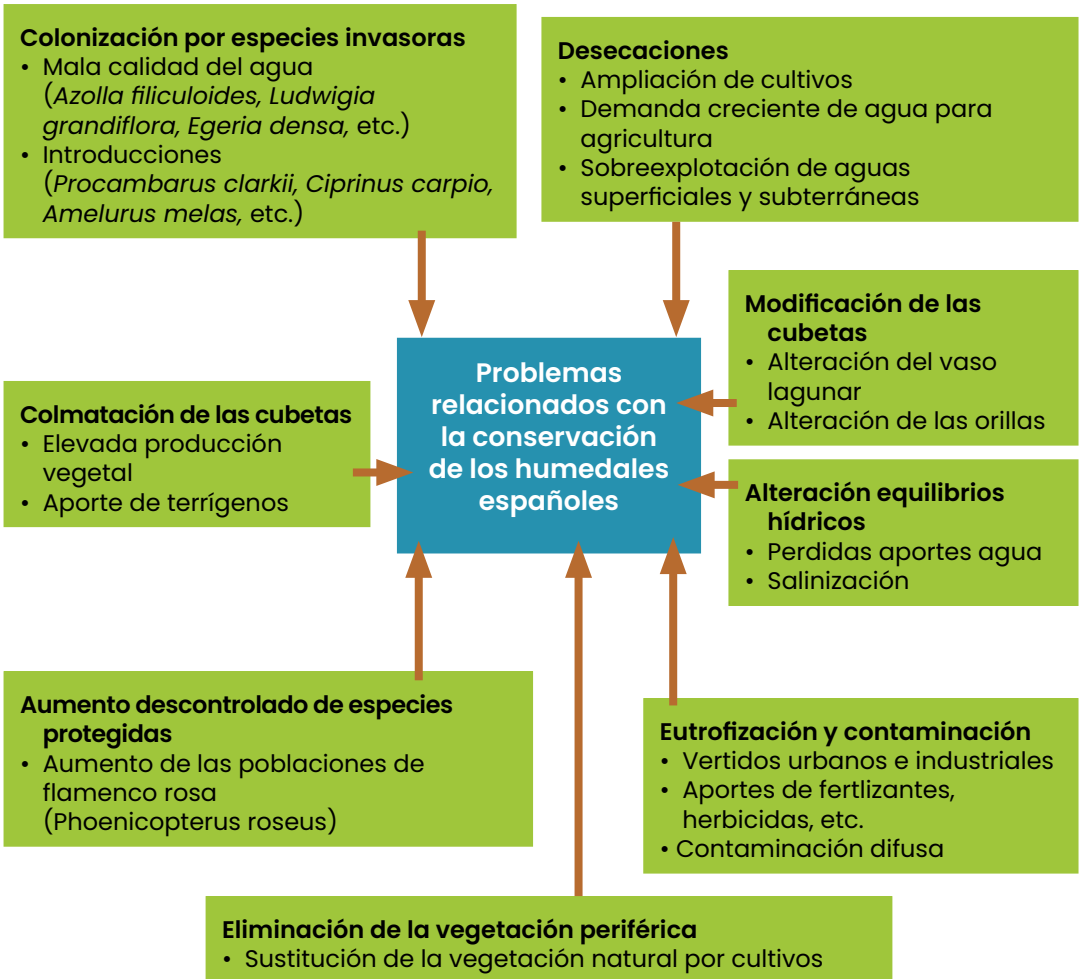 Colonización por especies invasoras
• Mala calidad del agua
(Azolla filiculoides, Ludwigia
grandiflora, Egeria densa, etc.)
• Introducciones
(Procambarus clarkii, Ciprinus carpio,
Amelurus melas, etc.)
Desecaciones
• Ampliación de cultivos
• Demanda creciente de agua para
agricultura
• Sobreexplotación de aguas
superficiales y subterráneas
Modificación de las
cubetas
• Alteración del vaso
lagunar
• Alteración de las orillas
Problemas
relacionados con
la conservación
de los humedales
españoles
Colmatación de las cubetas
• Elevada producción
vegetal
• Aporte de terrígenos
Alteración equilibrios
hídricos
• Perdidas aportes agua
• Salinización
Aumento descontrolado de especies
protegidas
• Aumento de las poblaciones de
flamenco rosa
(Phoenicopterus roseus)
Eutrofización y contaminación
• Vertidos urbanos e industriales
• Aportes de fertlizantes,
herbicidas, etc.
• Contaminación difusa
Eliminación de la vegetación periférica
• Sustitución de la vegetación natural por cultivos